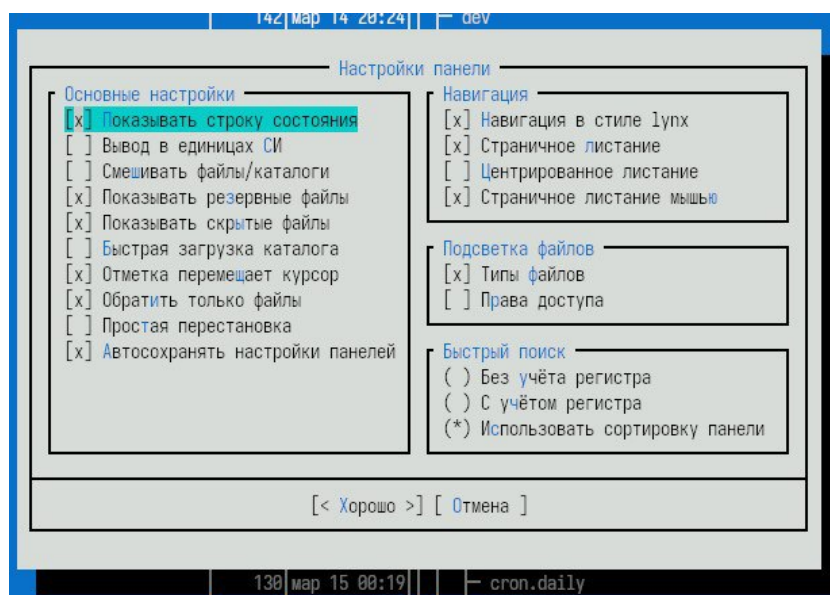 142 мар 14 20:24 dev
Настройки панели
Основные настройки
[x] Показывать строку состояния
[ ] Вывод в единицах СИ
[ ] Смешивать файлы/каталоги
[x] Показывать резервные файлы
[x] Показывать скрытые файлы
[ ] Быстрая загрузка каталога
[x] Отметка перемещает курсор
[x] Обратить только файлы
[ ] Простая перестановка
[x] Автосохранять настройки панелей
Навигация
[x] Навигация в стиле lynx
[x] Страничное листание
[ ] Центрированное листание
[x] Страничное листание мышью
Подсветка файлов
[x] Типы файлов
[ ] Права доступа
Быстрый поиск
( ) Без учёта регистра
( ) С учётом регистра
(*) Использовать сортировку панели
[< Хорошо >] [ Отмена ]
130 мар 15 00:19 cron.daily